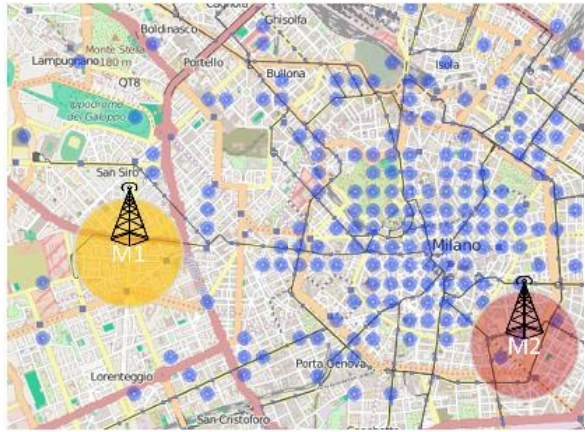 Ghisolfa
Boldinasco
Monte Stella
180 m
Lampugnano
Portello
Isola
Bullona
QT8
Ippodromo
del Galoppo
San Siro
M1
Milano
M2
Porta Genova
Lorenteggio
San Cristoforo